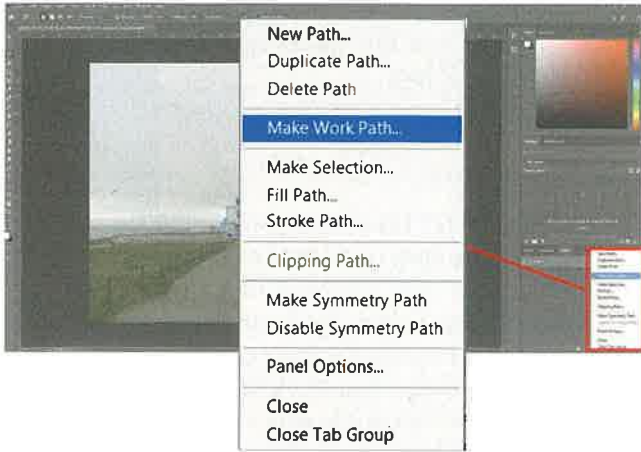 New Path...
Duplicate Path...
Delete Path
Make Work Path...
Make Selection...
Fill Path...
Stroke Path...
Clipping Path...
Make Symmetry Path
Disable Symmetry Path
Panel Options...
Close
Close Tab Group